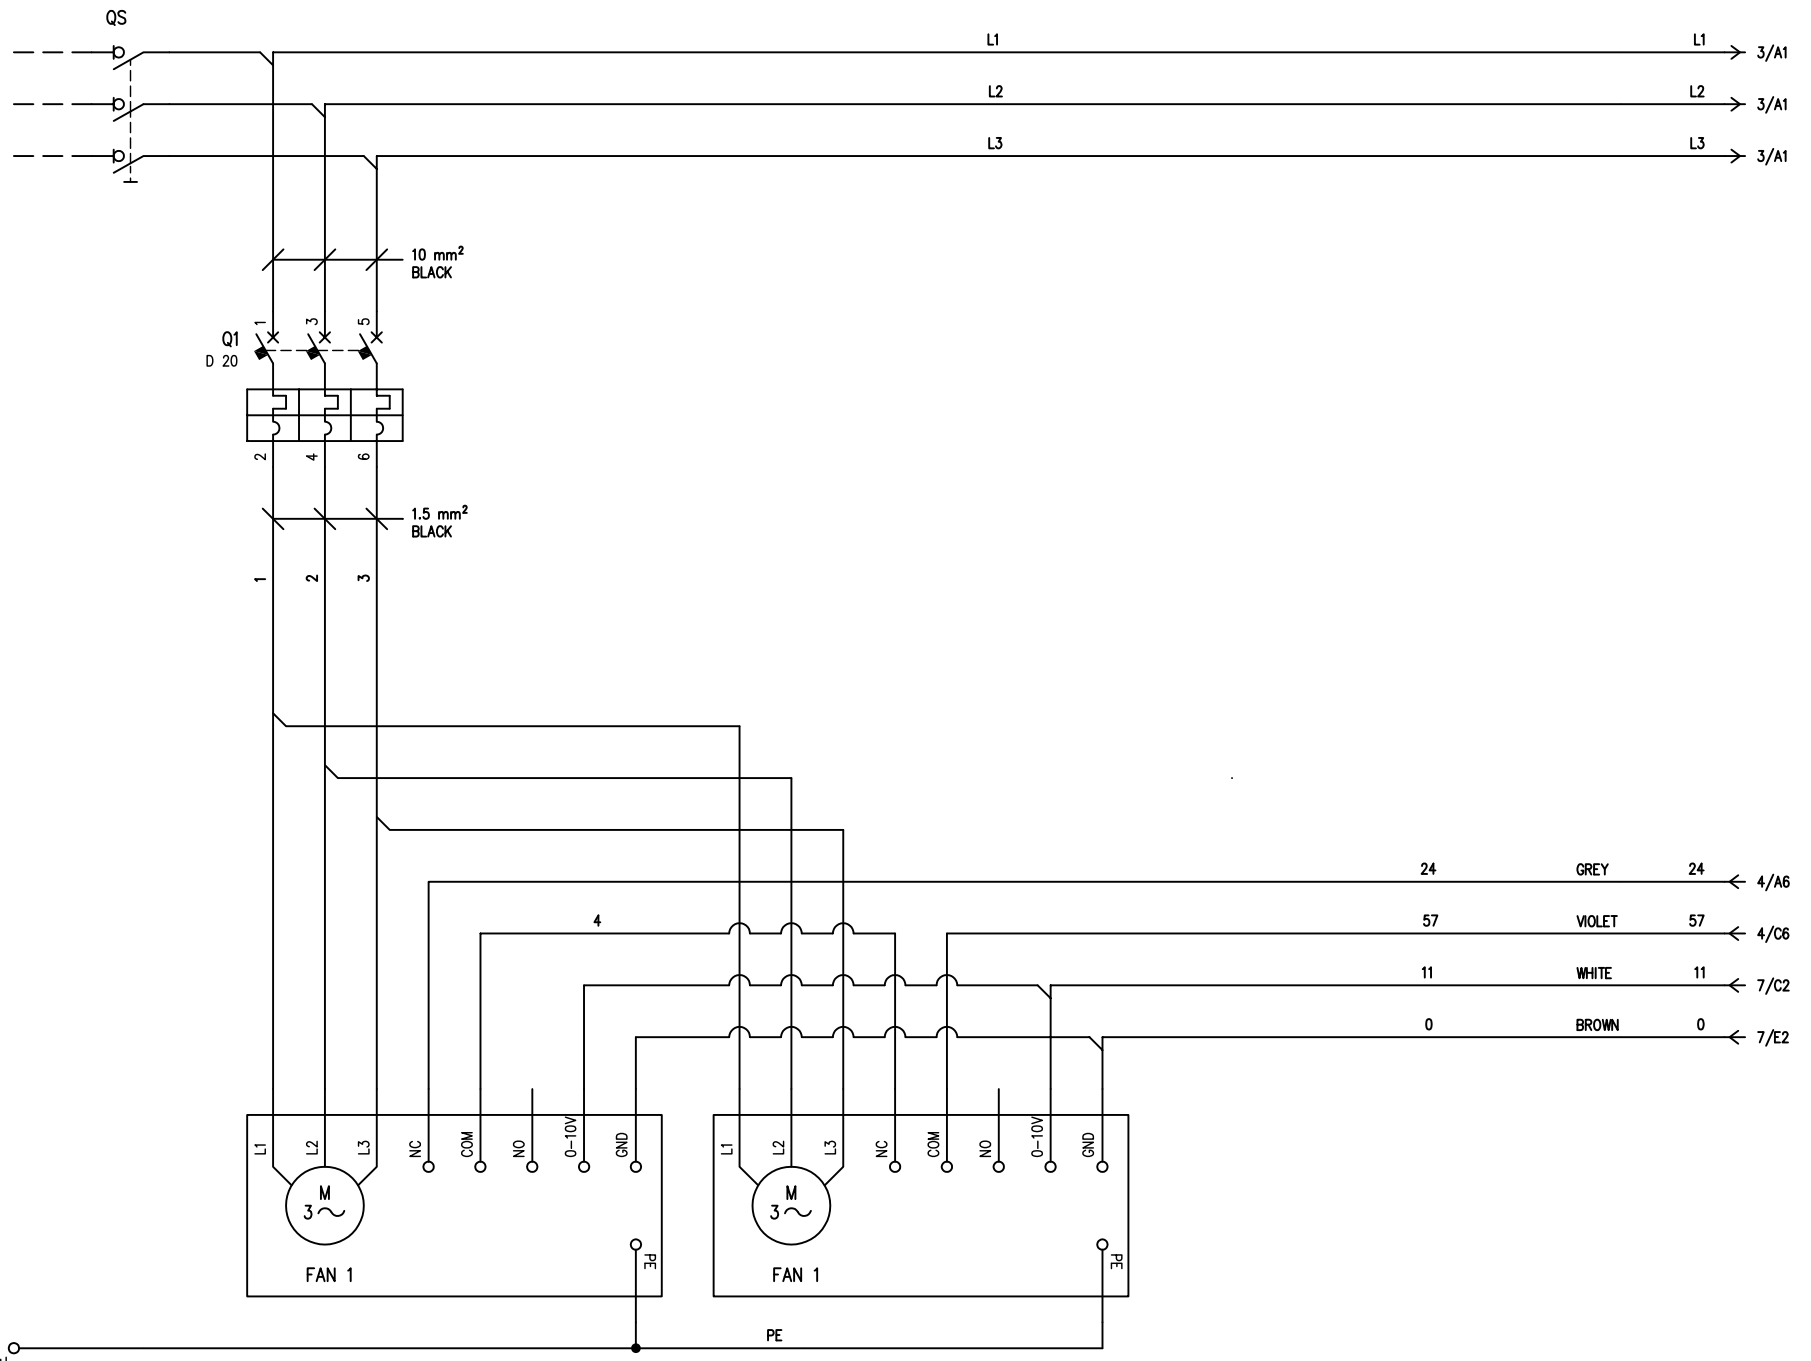 QS
L1
L1
3/A1
L2
L2
3/A1
L3
L3
3/A1
10 mm²
BLACK
1
3
5
Q1
D 20
2
4
6
1.5 mm²
BLACK
1
2
3
24
GREY
24
4/A6
4
57
VIOLET
57
4/C6
11
WHITE
11
7/C2
0
BROWN
0
7/E2
L1
L2
L3
NC
COM
NO
0-10V
GND
L1
L2
L3
NC
COM
NO
0-10V
GND
M
3~
M
3~
PE
PE
FAN 1
FAN 1
PE